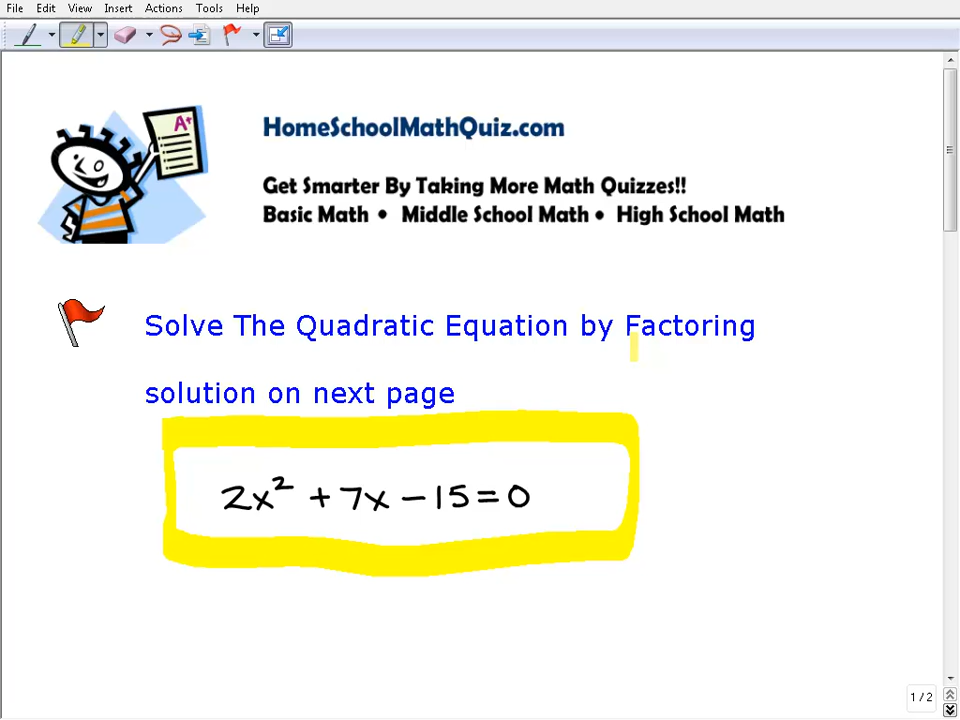 File Edit View Insert Actions Tools Help
A+
HomeSchoolMathQuiz.com
Get Smarter By Taking More Math Quizzes!!
Basic Math • Middle School Math • High School Math
Solve The Quadratic Equation by Factoring
solution on next page
2x² + 7x - 15 = 0
1 / 2